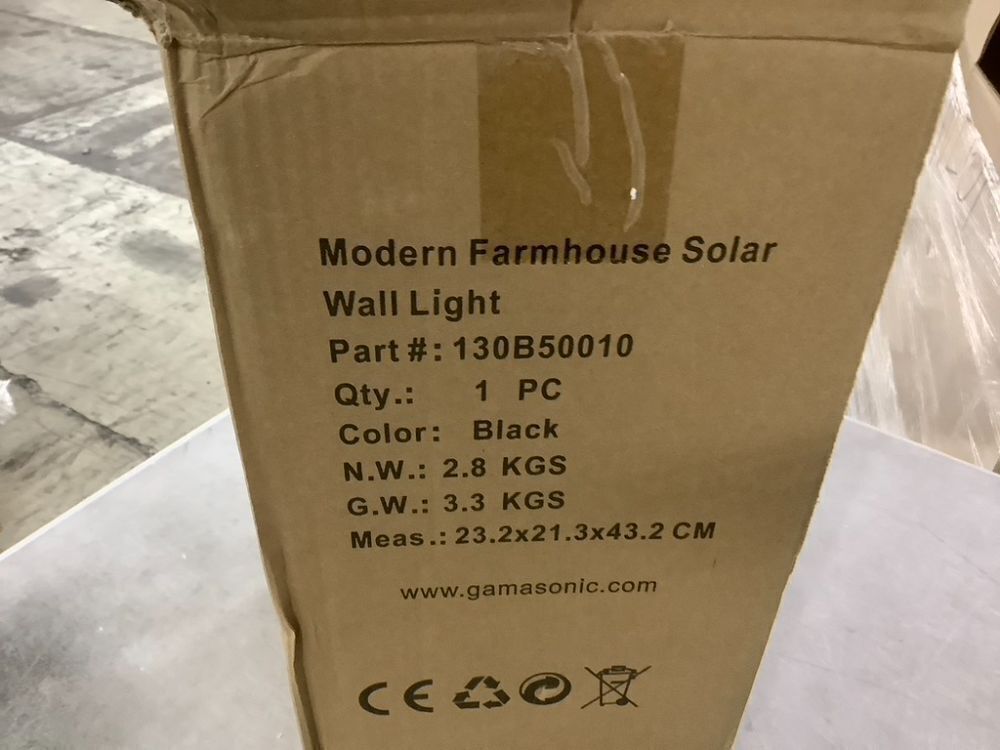 Modern Farmhouse Solar
Wall Light
Part #: 130B50010
Qty.: 1 PC
Color: Black
N.W.: 2.8 KGS
G.W.: 3.3 KGS
Meas.: 23.2x21.3x43.2 CM
www.gamasonic.com
CE